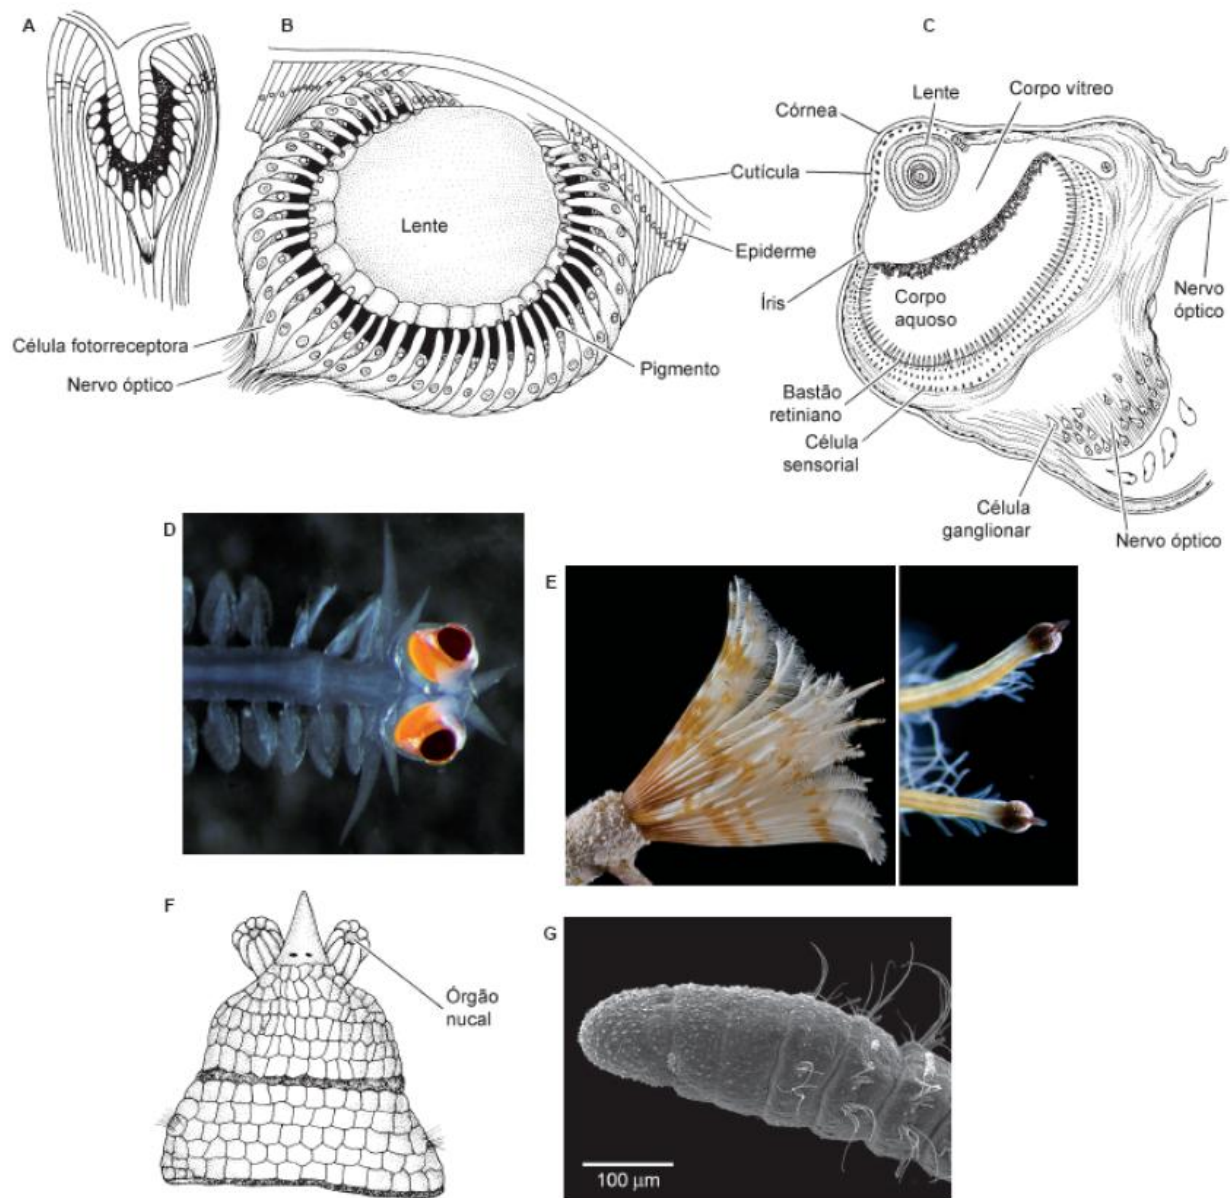 A
B
C
Lente
Corpo vítreo
Córnea
Cutícula
Lente
Epiderme
Íris
Corpo
aquoso
Nervo
óptico
Célula fotorreceptora
Nervo óptico
Pigmento
Bastão
retiniano
Célula
sensorial
Célula
ganglionar
Nervo óptico
D
E
F
Órgão
nucal
G
100 µm